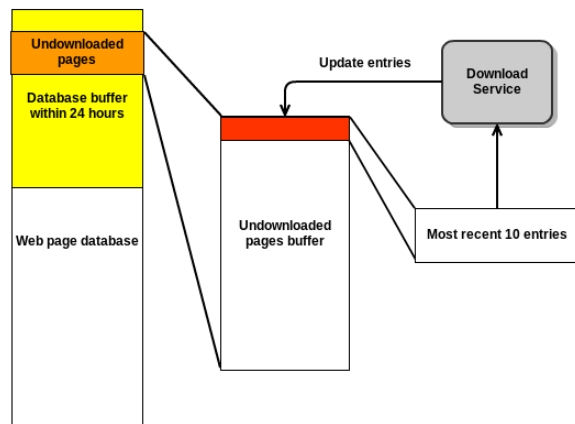 Undownloaded
pages
Database buffer
within 24 hours
Web page database
Update entries
Download
Service
Undownloaded
pages buffer
Most recent 10 entries